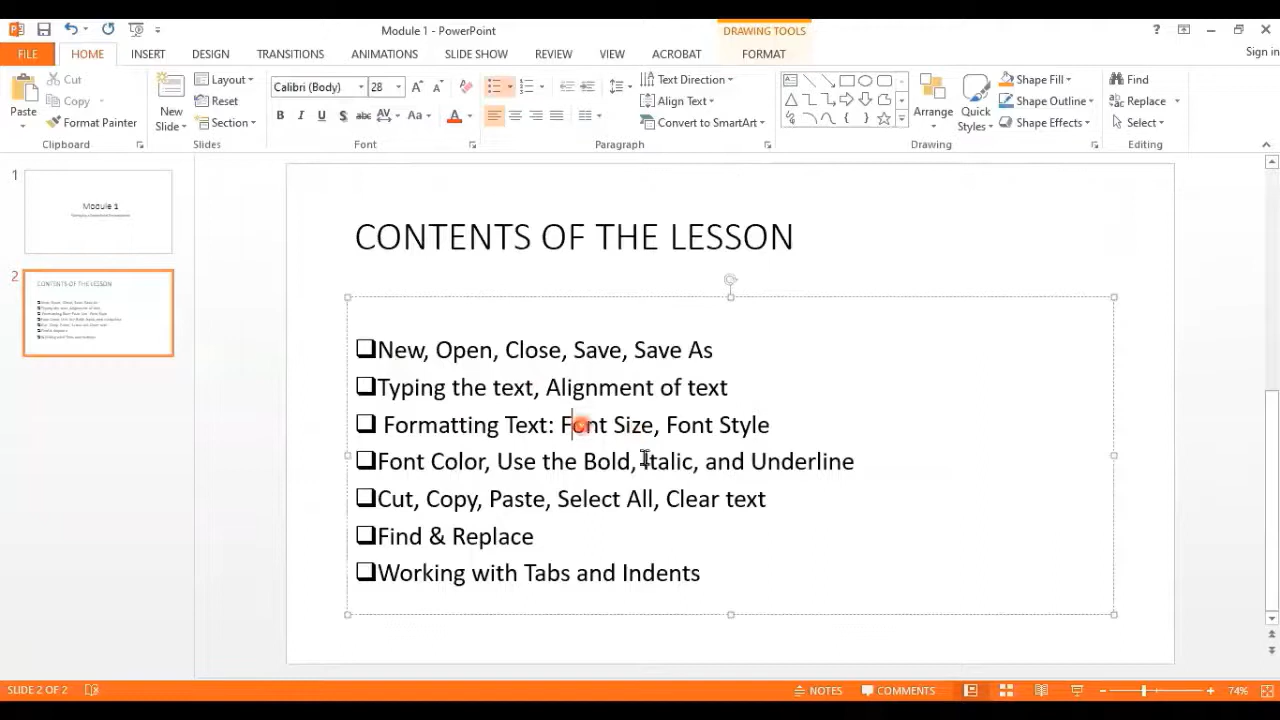 Module 1 - PowerPoint
DRAWING TOOLS
?
FILE HOME INSERT DESIGN TRANSITIONS ANIMATIONS SLIDE SHOW REVIEW VIEW ACROBAT FORMAT Sign in
Paste
Cut
Copy
Format Painter
Clipboard
New Slide
Layout
Reset
Section
Slides
Calibri (Body) 28
B I U S abc AV Aa A
Font
Text Direction
Align Text
Convert to SmartArt
Paragraph
Arrange
Quick Styles
Shape Fill
Shape Outline
Shape Effects
Drawing
Find
Replace
Select
Editing
1
Module 1
2
CONTENTS OF THE LESSON
CONTENTS OF THE LESSON
New, Open, Close, Save, Save As
Typing the text, Alignment of text
Formatting Text: Font Size, Font Style
Font Color, Use the Bold, Italic, and Underline
Cut, Copy, Paste, Select All, Clear text
Find & Replace
Working with Tabs and Indents
SLIDE 2 OF 2 NOTES COMMENTS 74%